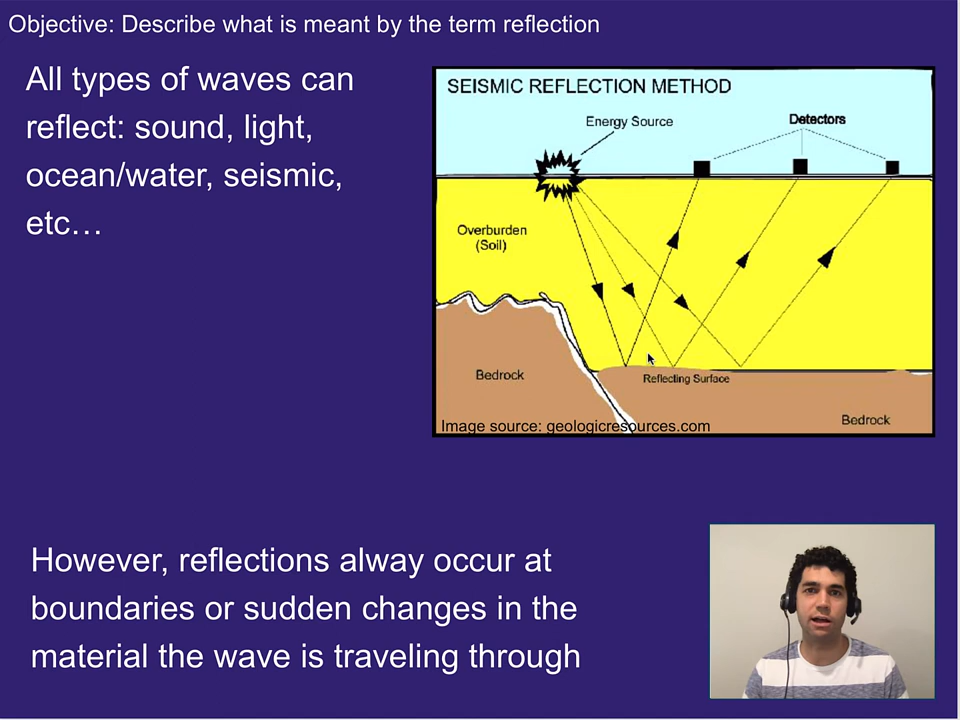 Objective: Describe what is meant by the term reflection
All types of waves can
reflect: sound, light,
ocean/water, seismic,
etc…
SEISMIC REFLECTION METHOD
Energy Source
Detectors
Overburden
(Soil)
Bedrock
Reflecting Surface
Bedrock
Image source: geologicresources.com
However, reflections alway occur at
boundaries or sudden changes in the
material the wave is traveling through